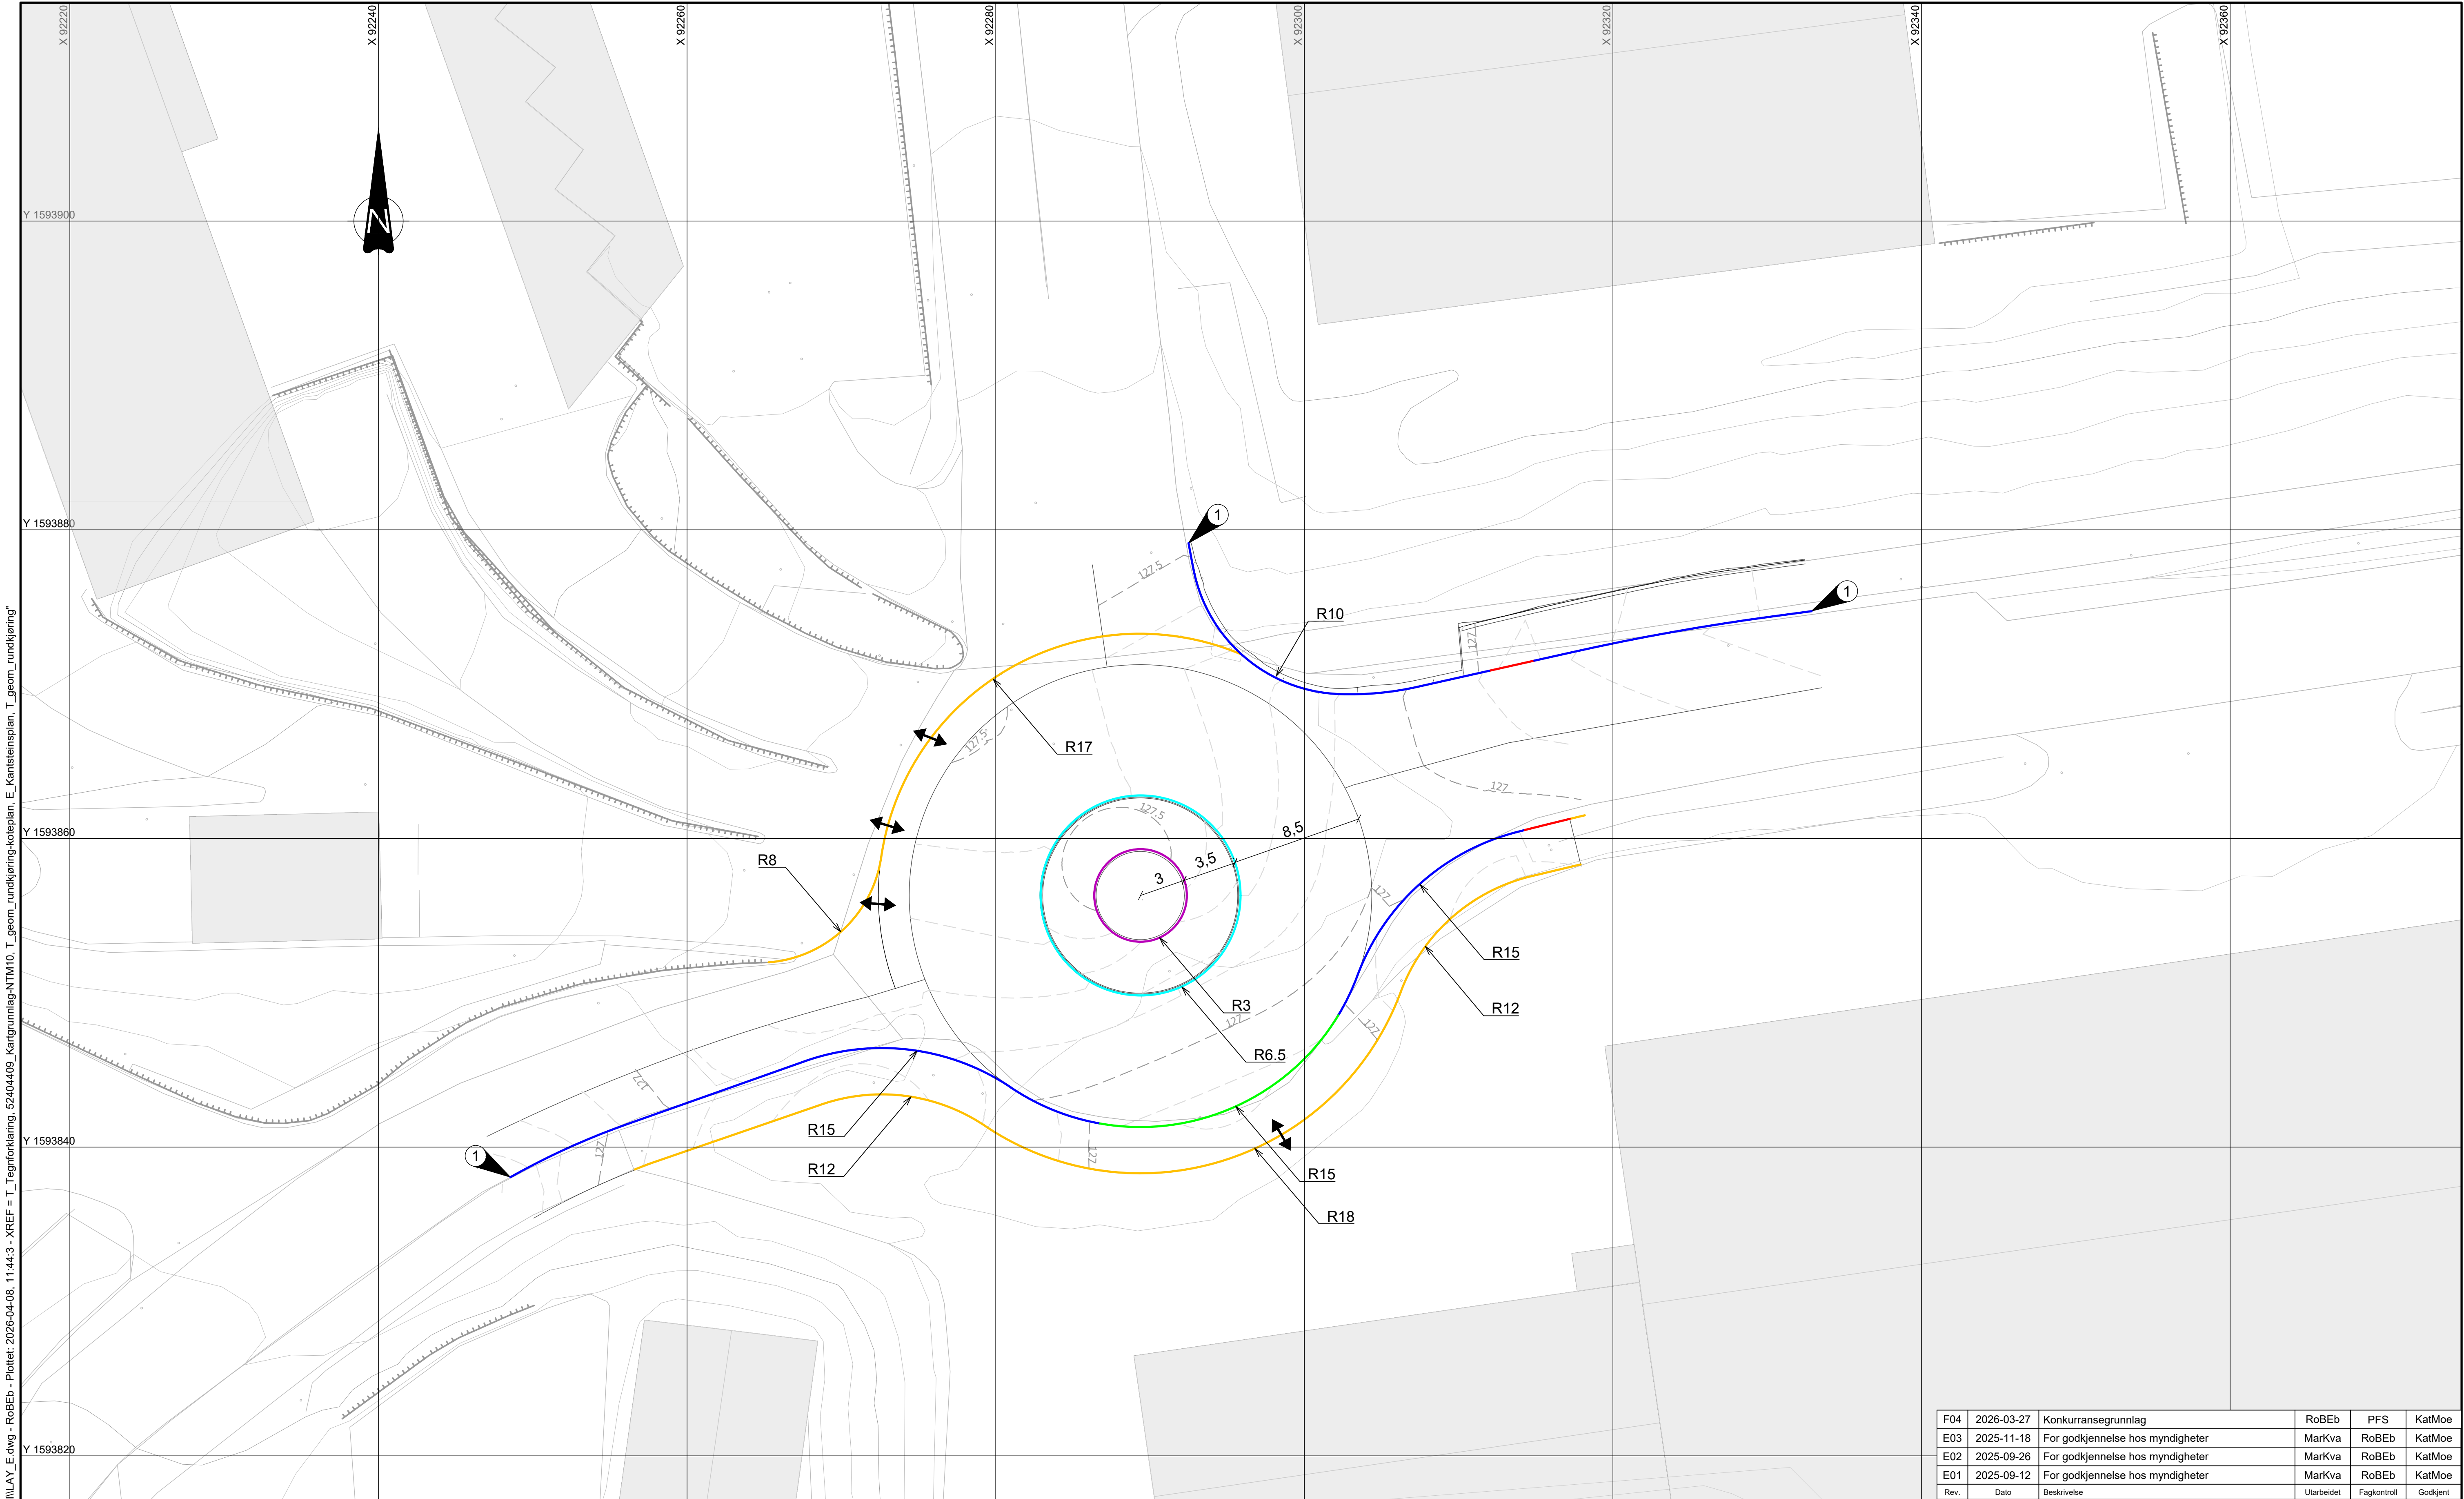 X 92220
X 92240
X 92260
X 92280
X 92300
X 92320
X 92340
X 92360
Y 1593900
N
Y 1593880
1
127.5
R10
1
127
R17
127.5
127
127.5
8,5
Y 1593860
R8
3,5
3
127
R15
R3
R12
127
127
R6.5
127
R15
127
R12
127
Y 1593840
1
R15
R18
Y 1593820
LAY_E.dwg - RoBEb - Plottet: 2026-04-08, 11:44:3 - XREF = T_Tegnforklaring, 52404409_Kartgrunnlag-NTM10, T_geom_rundkjøring-koteplan, E_Kantsteinsplan, T_geom_rundkjøring"
F04 2026-03-27 Konkurransegrunnlag RoBEb PFS KatMoe
E03 2025-11-18 For godkjennelse hos myndigheter MarKva RoBEb KatMoe
E02 2025-09-26 For godkjennelse hos myndigheter MarKva RoBEb KatMoe
E01 2025-09-12 For godkjennelse hos myndigheter MarKva RoBEb KatMoe
Rev. Dato Beskrivelse Utarbeidet Fagkontroll Godkjent